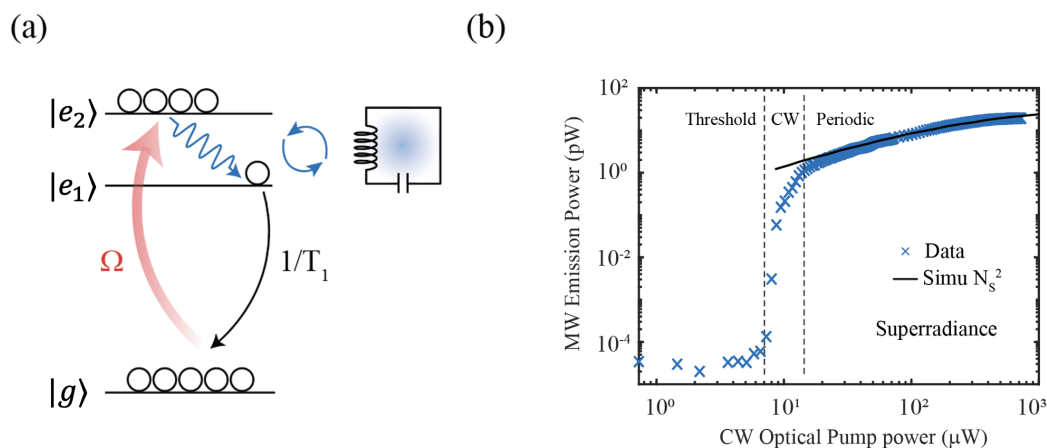 (a)
|e₂⟩
|e₁⟩
Ω
1/T₁
|g⟩
(b)
MW Emission Power (pW)
10²
10⁰
10⁻²
10⁻⁴
Threshold CW Periodic
× Data
Simu Nₛ²
Superradiance
10⁰ 10¹ 10² 10³
CW Optical Pump power (μW)